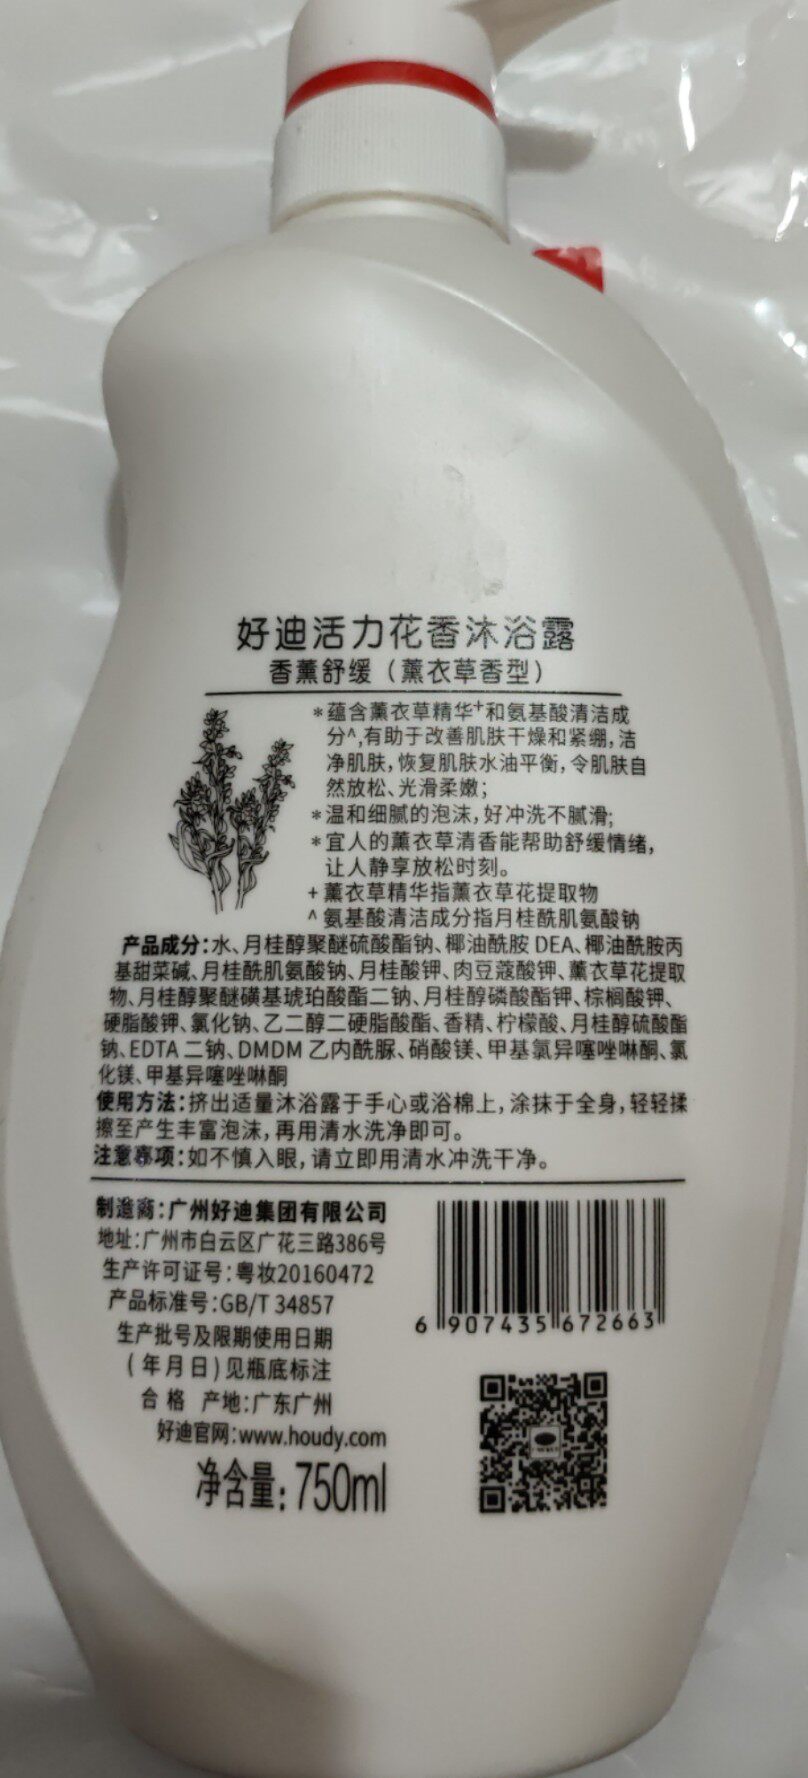 好迪活力花香沐浴露
香薰舒缓（薰衣草香型）
*蕴含薰衣草精华+和氨基酸清洁成
分^,有助于改善肌肤干燥和紧绷,洁
净肌肤,恢复肌肤水油平衡,令肌肤自
然放松、光滑柔嫩;
*温和细腻的泡沫,好冲洗不腻滑;
*宜人的薰衣草清香能帮助舒缓情绪,
让人静享放松时刻。
+薰衣草精华指薰衣草花提取物
^氨基酸清洁成分指月桂酰肌氨酸钠
产品成分:水、月桂醇聚醚硫酸酯钠、椰油酰胺 DEA、椰油酰胺丙
基甜菜碱、月桂酰肌氨酸钠、月桂酸钾、肉豆蔻酸钾、薰衣草花提取
物、月桂醇聚醚磺基琥珀酸酯二钠、月桂醇磷酸酯钾、棕榈酸钾、
硬脂酸钾、氯化钠、乙二醇二硬脂酸酯、香精、柠檬酸、月桂醇硫酸酯
钠、EDTA 二钠、DMDM 乙内酰脲、硝酸镁、甲基氯异噻唑啉酮、氯
化镁、甲基异噻唑啉酮
使用方法:挤出适量沐浴露于手心或浴棉上,涂抹于全身,轻轻揉
擦至产生丰富泡沫,再用清水洗净即可。
注意事项:如不慎入眼,请立即用清水冲洗干净。
制造商:广州好迪集团有限公司
地址:广州市白云区广花三路386号
生产许可证号:粤妆20160472
产品标准号:GB/T 34857
生产批号及限期使用日期
(年月日)见瓶底标注
合格 产地:广东广州
好迪官网:www.houdy.com
净含量:750ml
6 907435 672663